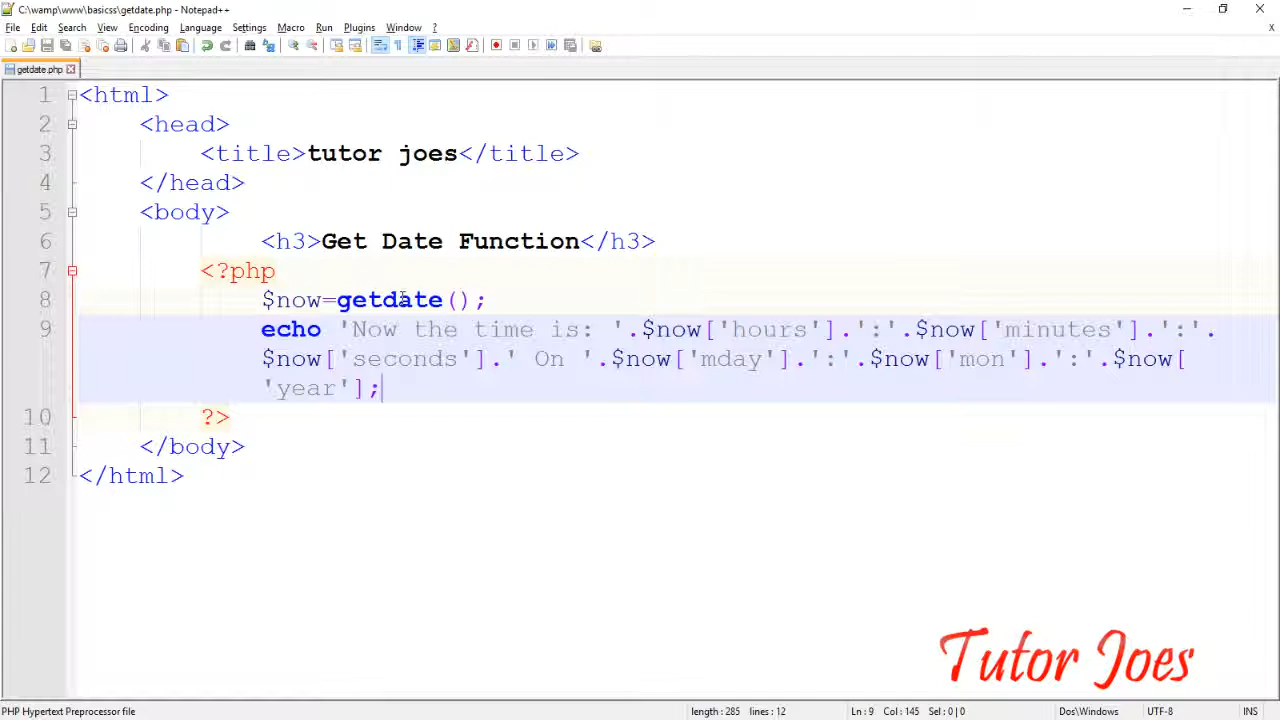 C:\wamp\www\basicss\getdate.php - Notepad++
File Edit Search View Encoding Language Settings Macro Run Plugins Window ?
X
getdate.php
1 <html>
2 <head>
3 <title>tutor joes</title>
4 </head>
5 <body>
6 <h3>Get Date Function</h3>
7 <?php
8 $now=getdate();
9 echo 'Now the time is: '.$now['hours'].':'.$now['minutes'].':'.
$now['seconds'].' On '.$now['mday'].':'.$now['mon'].':'.$now[
'year'];
10 ?>
11 </body>
12 </html>
Tutor Joes
PHP Hypertext Preprocessor file length : 285 lines : 12 Ln : 9 Col : 145 Sel : 0 | 0 Dos\Windows UTF-8 INS